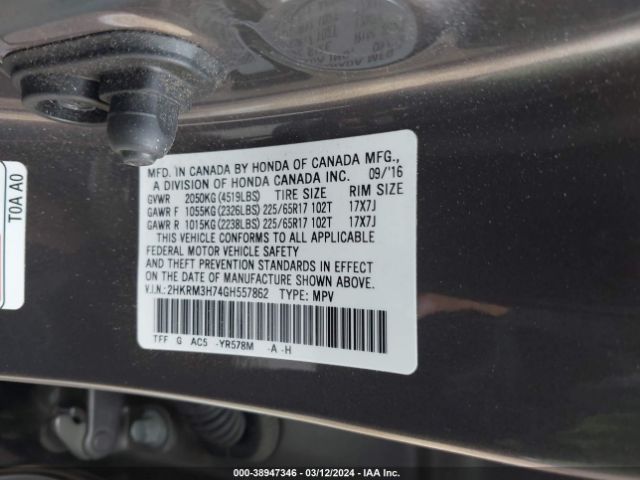 MFD. IN CANADA BY HONDA OF CANADA MFG.,
A DIVISION OF HONDA CANADA INC. 09/'16
GVWR 2050KG(4519LBS) TIRE SIZE RIM SIZE
GAWR F 1055KG(2326LBS) 225/65R17 102T 17X7J
GAWR R 1015KG(2238LBS) 225/65R17 102T 17X7J
THIS VEHICLE CONFORMS TO ALL APPLICABLE
FEDERAL MOTOR VEHICLE SAFETY
AND THEFT PREVENTION STANDARDS IN EFFECT
ON THE DATE OF MANUFACTURE SHOWN ABOVE.
V.I.N.:2HKRM3H74GH557862 TYPE: MPV
TFF G AC5 -YR578M -A -H
T0A A0
000-38947346 - 03/12/2024 - IAA Inc.